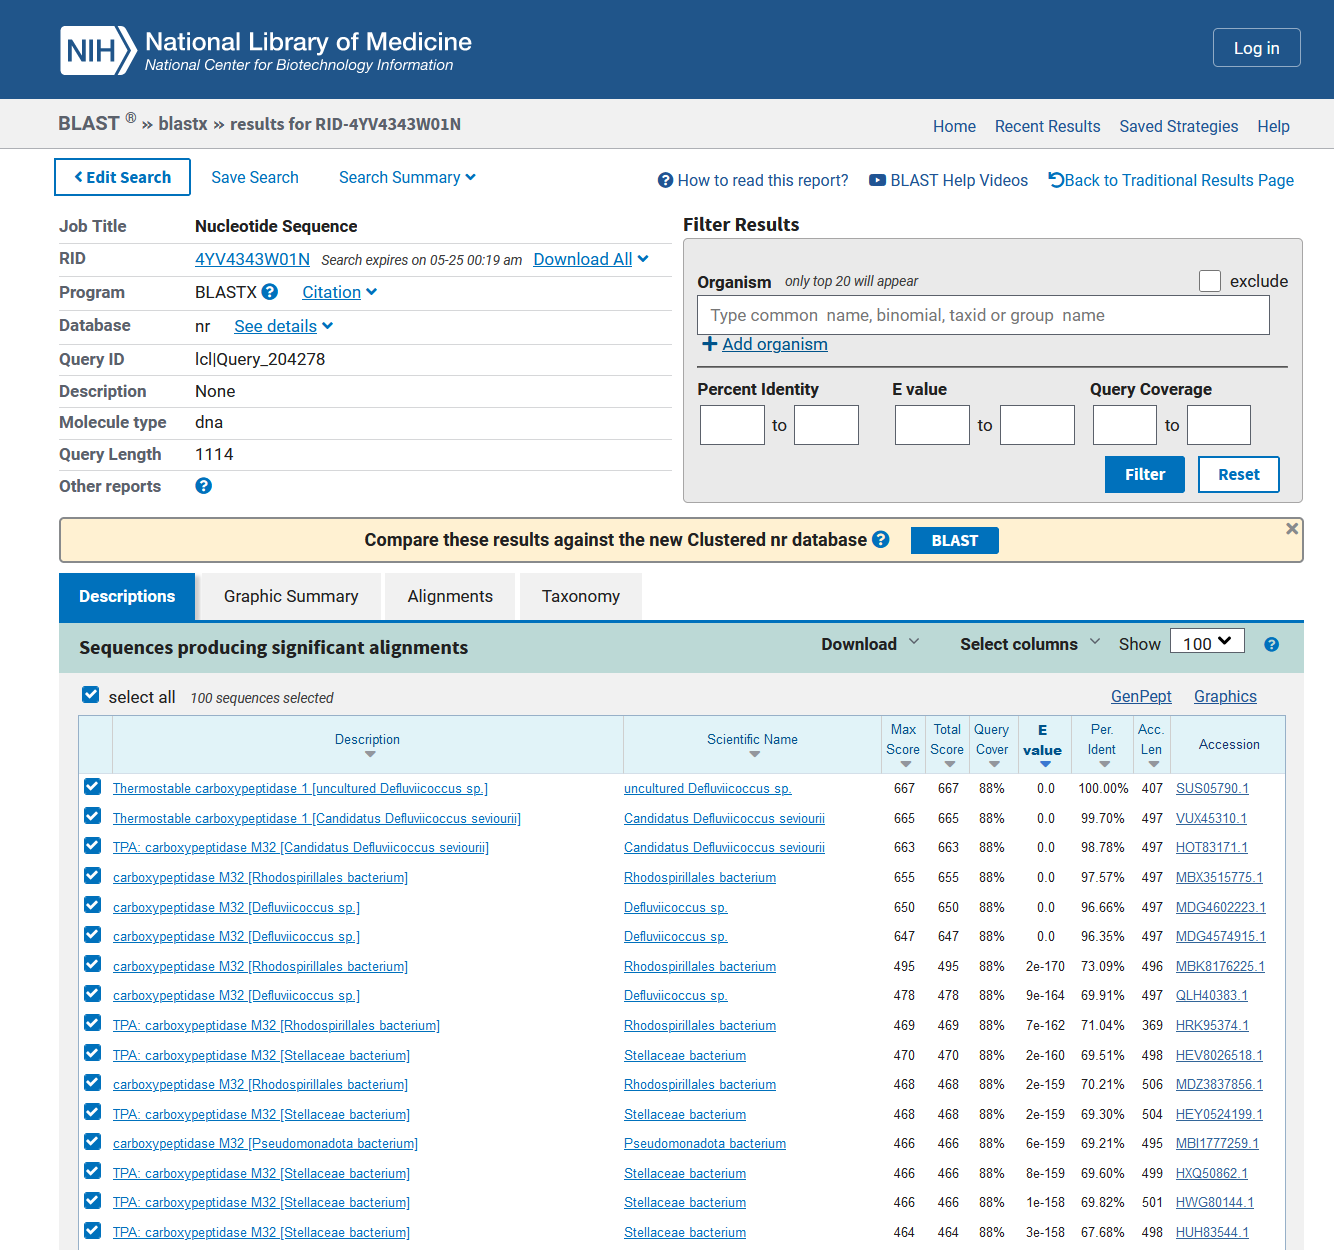 NIH National Library of Medicine
National Center for Biotechnology Information
Log in
BLAST ® » blastx » results for RID-4YV4343W01N
Home Recent Results Saved Strategies Help
Edit Search Save Search Search Summary
How to read this report? BLAST Help Videos Back to Traditional Results Page
Job Title Nucleotide Sequence
RID 4YV4343W01N Search expires on 05-25 00:19 am Download All
Program BLASTX Citation
Database nr See details
Query ID lcl|Query_204278
Description None
Molecule type dna
Query Length 1114
Other reports
Filter Results
Organism only top 20 will appear exclude
Type common name, binomial, taxid or group name
Add organism
Percent Identity E value Query Coverage
to to to
Filter Reset
Compare these results against the new Clustered nr database BLAST
Descriptions Graphic Summary Alignments Taxonomy
Sequences producing significant alignments Download Select columns Show 100
select all 100 sequences selected GenPept Graphics
Description Scientific Name Max Score Total Score Query Cover E value Per. Ident Acc. Len Accession
Thermostable carboxypeptidase 1 [uncultured Defluviicoccus sp.] uncultured Defluviicoccus sp. 667 667 88% 0.0 100.00% 407 SUS05790.1
Thermostable carboxypeptidase 1 [Candidatus Defluviicoccus seviourii] Candidatus Defluviicoccus seviourii 665 665 88% 0.0 99.70% 497 VUX45310.1
TPA: carboxypeptidase M32 [Candidatus Defluviicoccus seviourii] Candidatus Defluviicoccus seviourii 663 663 88% 0.0 98.78% 497 HOT83171.1
carboxypeptidase M32 [Rhodospirillales bacterium] Rhodospirillales bacterium 655 655 88% 0.0 97.57% 497 MBX3515775.1
carboxypeptidase M32 [Defluviicoccus sp.] Defluviicoccus sp. 650 650 88% 0.0 96.66% 497 MDG4602223.1
carboxypeptidase M32 [Defluviicoccus sp.] Defluviicoccus sp. 647 647 88% 0.0 96.35% 497 MDG4574915.1
carboxypeptidase M32 [Rhodospirillales bacterium] Rhodospirillales bacterium 495 495 88% 2e-170 73.09% 496 MBK8176225.1
carboxypeptidase M32 [Defluviicoccus sp.] Defluviicoccus sp. 478 478 88% 9e-164 69.91% 497 QLH40383.1
TPA: carboxypeptidase M32 [Rhodospirillales bacterium] Rhodospirillales bacterium 469 469 88% 7e-162 71.04% 369 HRK95374.1
TPA: carboxypeptidase M32 [Stellaceae bacterium] Stellaceae bacterium 470 470 88% 2e-160 69.51% 498 HEV8026518.1
carboxypeptidase M32 [Rhodospirillales bacterium] Rhodospirillales bacterium 468 468 88% 2e-159 70.21% 506 MDZ3837856.1
TPA: carboxypeptidase M32 [Stellaceae bacterium] Stellaceae bacterium 468 468 88% 2e-159 69.30% 504 HEY0524199.1
carboxypeptidase M32 [Pseudomonadota bacterium] Pseudomonadota bacterium 466 466 88% 6e-159 69.21% 495 MBI1777259.1
TPA: carboxypeptidase M32 [Stellaceae bacterium] Stellaceae bacterium 466 466 88% 8e-159 69.60% 499 HXQ50862.1
TPA: carboxypeptidase M32 [Stellaceae bacterium] Stellaceae bacterium 466 466 88% 1e-158 69.82% 501 HWG80144.1
TPA: carboxypeptidase M32 [Stellaceae bacterium] Stellaceae bacterium 464 464 88% 3e-158 67.68% 498 HUH83544.1